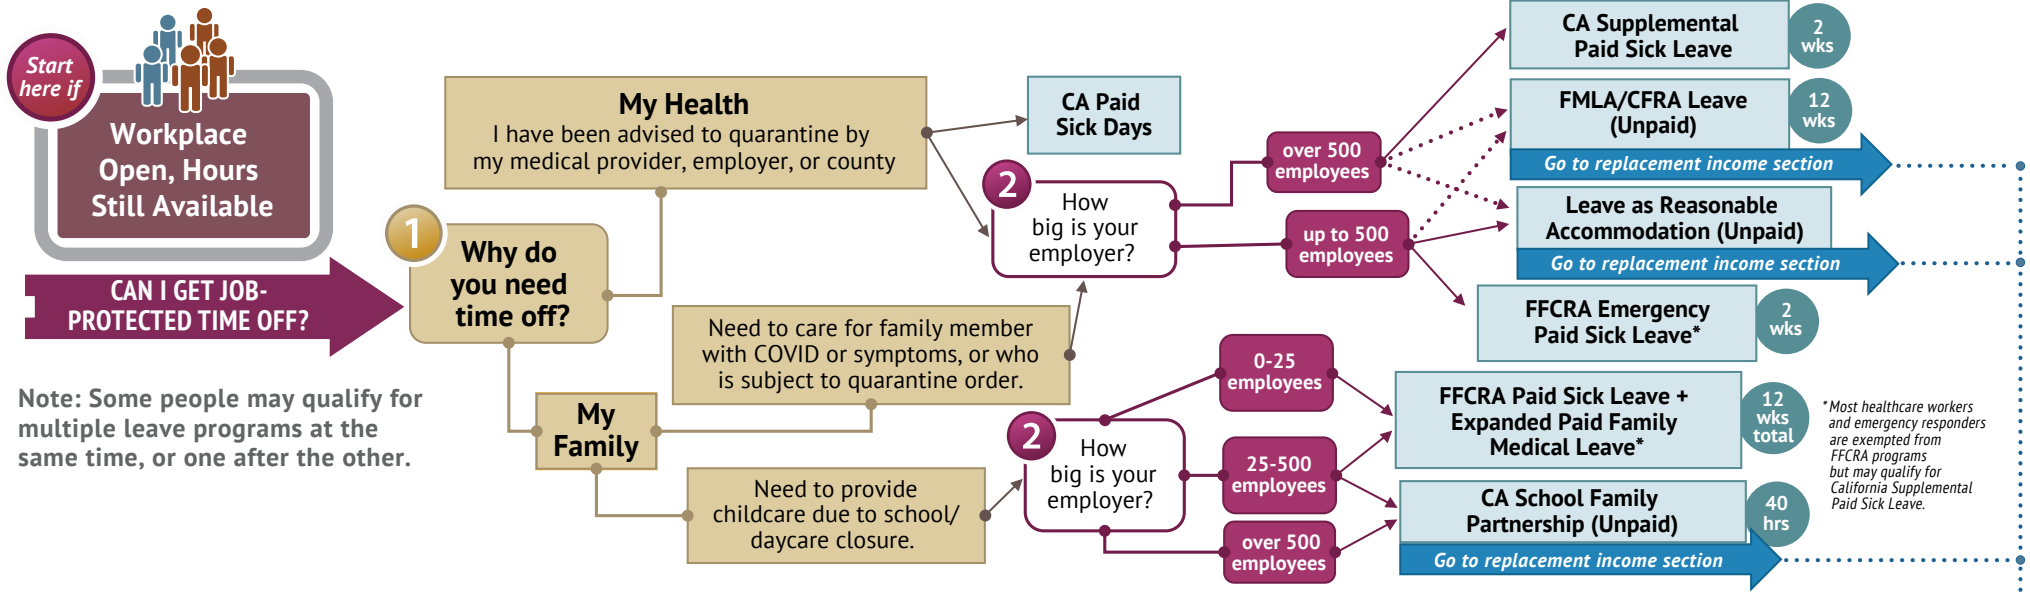 Start
here if
Workplace
Open, Hours
Still Available
CAN I GET JOB-
PROTECTED TIME OFF?
Note: Some people may qualify for
multiple leave programs at the
same time, or one after the other.
1
Why do
you need
time off?
My Health
I have been advised to quarantine by
my medical provider, employer, or county
My
Family
Need to care for family member
with COVID or symptoms, or who
is subject to quarantine order.
Need to provide
childcare due to school/
daycare closure.
CA Paid
Sick Days
2
How
big is your
employer?
over 500
employees
up to 500
employees
CA Supplemental
Paid Sick Leave
2
wks
FMLA/CFRA Leave
(Unpaid)
12
wks
Go to replacement income section
Leave as Reasonable
Accommodation (Unpaid)
Go to replacement income section
FFCRA Emergency
Paid Sick Leave*
2
wks
2
How
big is your
employer?
0-25
employees
25-500
employees
over 500
employees
FFCRA Paid Sick Leave +
Expanded Paid Family
Medical Leave*
12
wks
total
CA School Family
Partnership (Unpaid)
40
hrs
Go to replacement income section
* Most healthcare workers
and emergency responders
are exempted from
FFCRA programs
but may qualify for
California Supplemental
Paid Sick Leave.